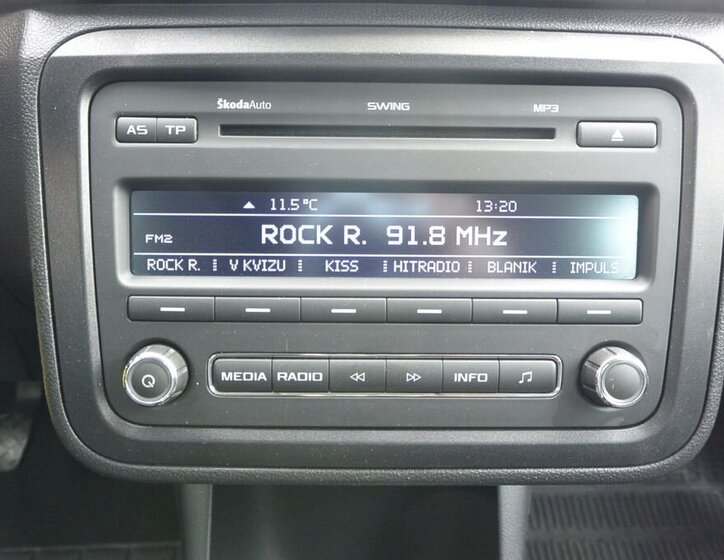 ŠkodaAuto SWING MP3
AS TP
11.5°C 13:20
FM2 ROCK R. 91.8 MHz
ROCK R. V KVIZU KISS HITRADIO BLANIK IMPULS
MEDIA RADIO INFO